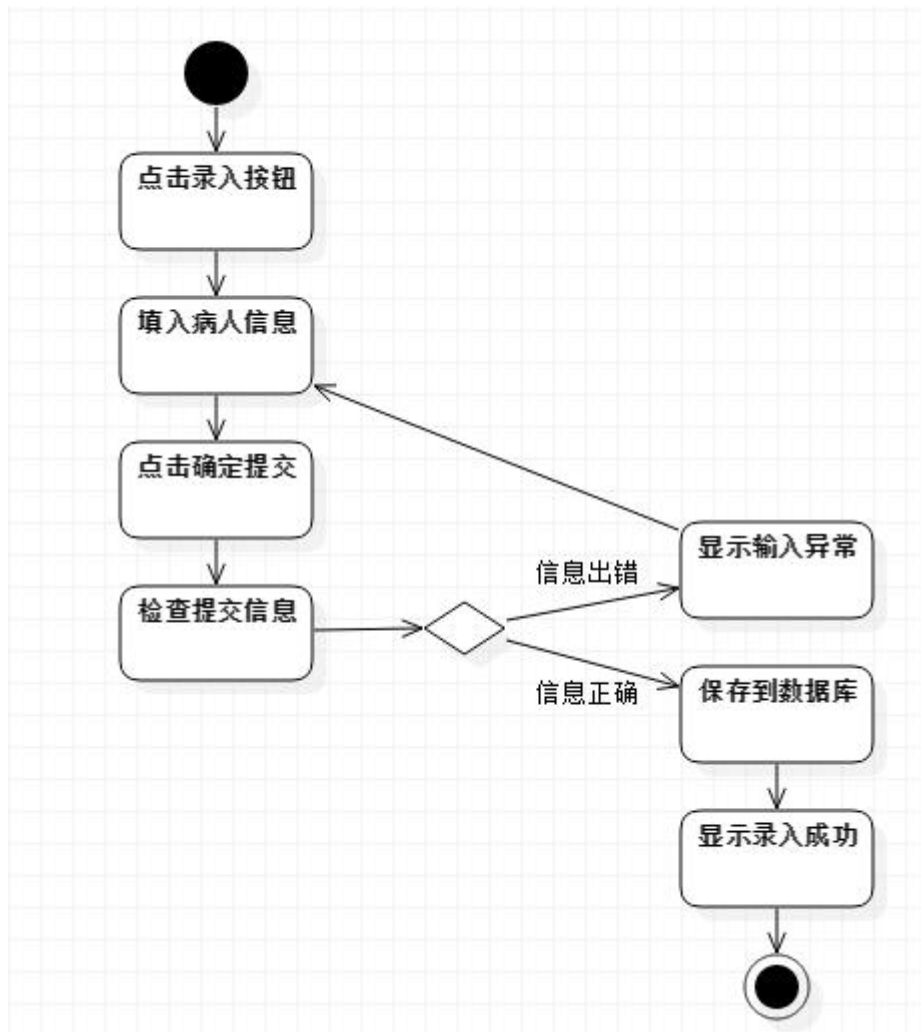 点击录入按钮
填入病人信息
点击确定提交
检查提交信息
信息出错
显示输入异常
信息正确
保存到数据库
显示录入成功